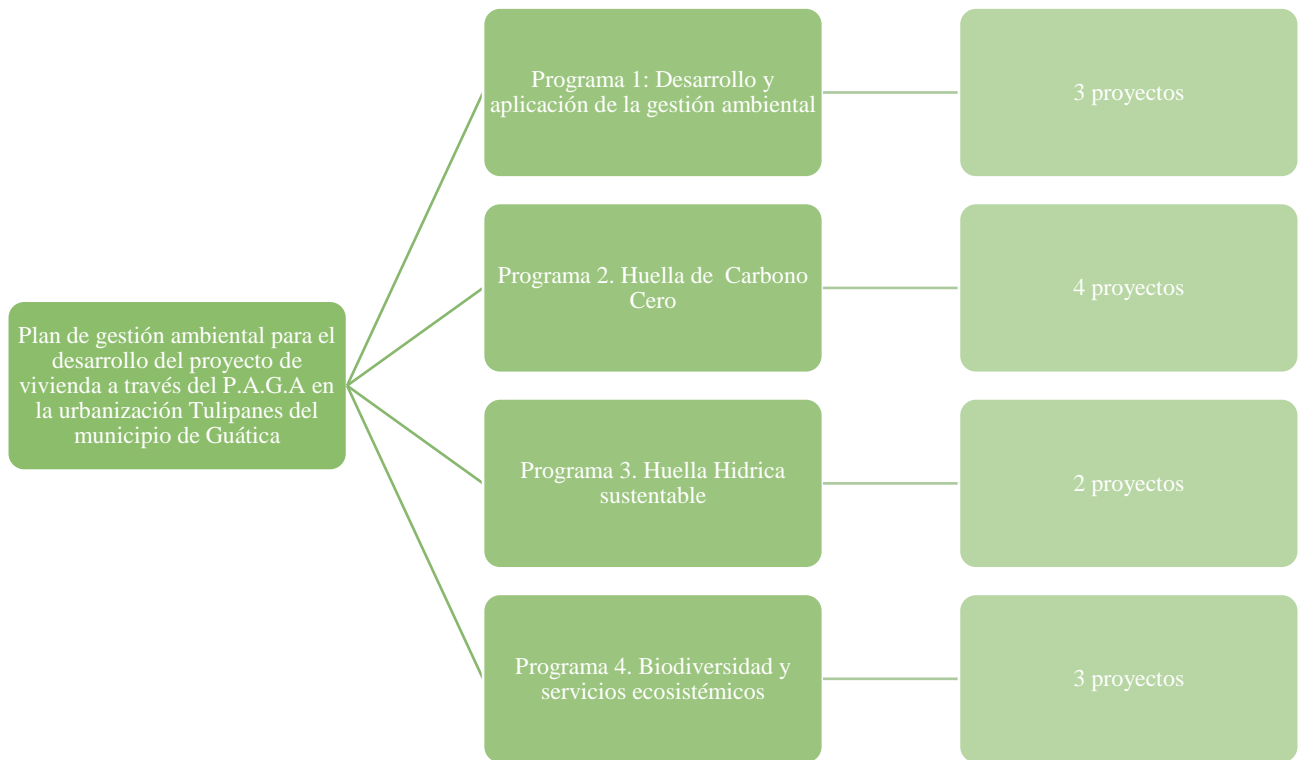 Plan de gestión ambiental para el
desarrollo del proyecto de
vivienda a través del P.A.G.A en
la urbanización Tulipanes del
municipio de Guática
Programa 1: Desarrollo y
aplicación de la gestión ambiental
3 proyectos
Programa 2. Huella de  Carbono
Cero
4 proyectos
Programa 3. Huella Hidrica
sustentable
2 proyectos
Programa 4. Biodiversidad y
servicios ecosistémicos
3 proyectos